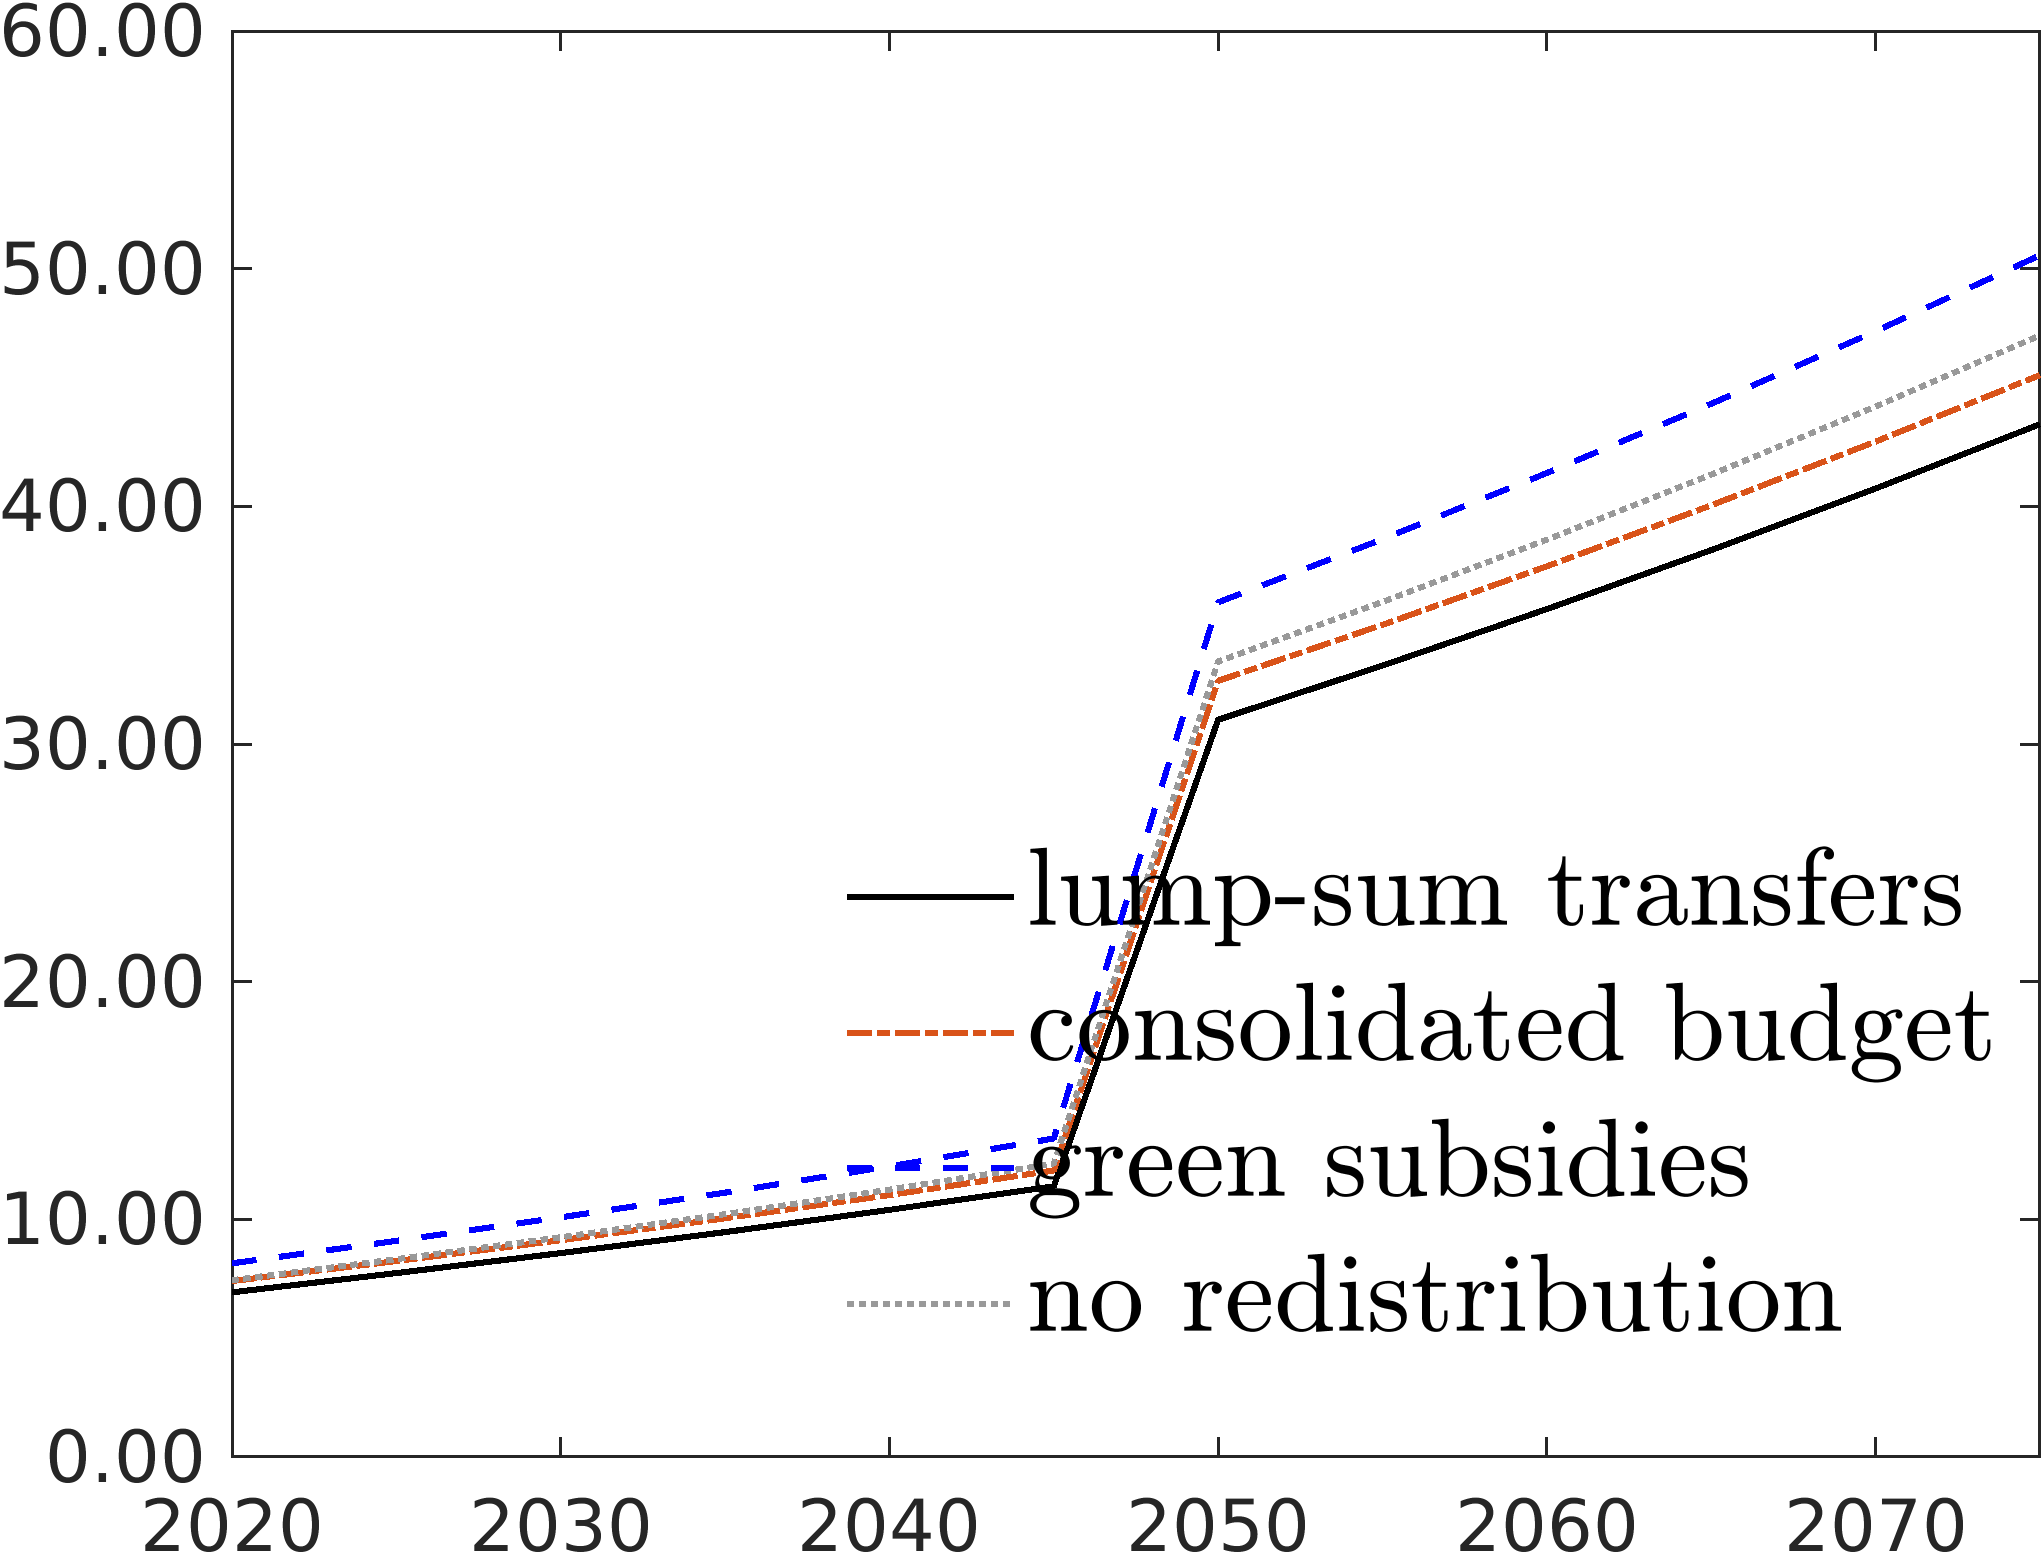 60.00
50.00
40.00
30.00
20.00
10.00
0.00
lump-sum transfers
consolidated budget
green subsidies
no redistribution
2020 2030 2040 2050 2060 2070